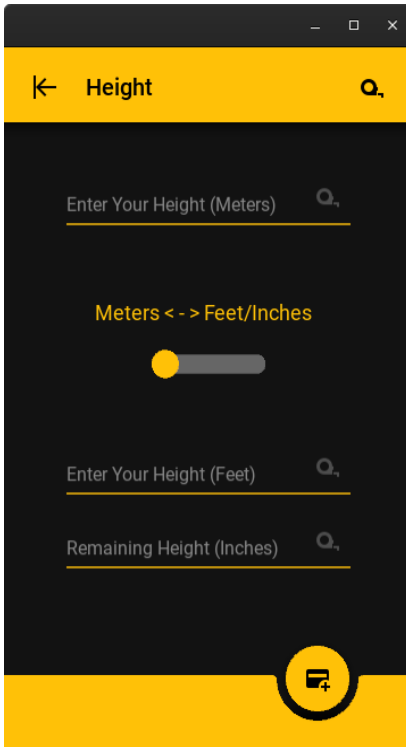 Height
Enter Your Height (Meters)
Meters < - > Feet/Inches
Enter Your Height (Feet)
Remaining Height (Inches)